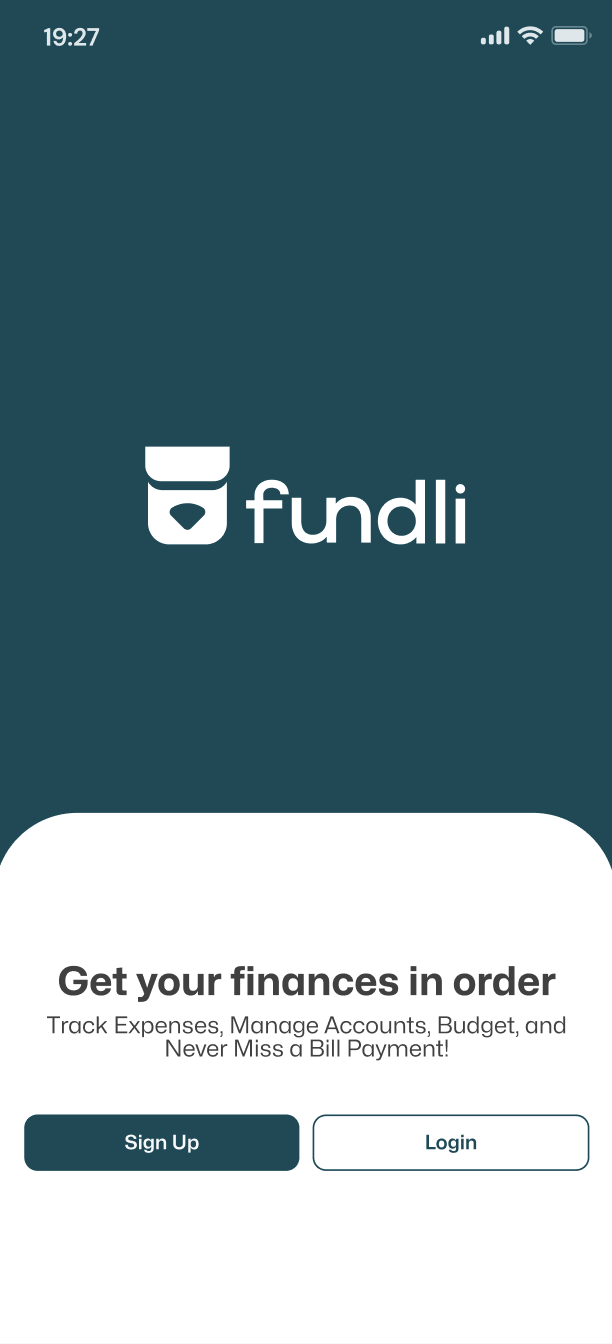 19:27
fundli
Get your finances in order
Track Expenses, Manage Accounts, Budget, and
Never Miss a Bill Payment!
Sign Up
Login